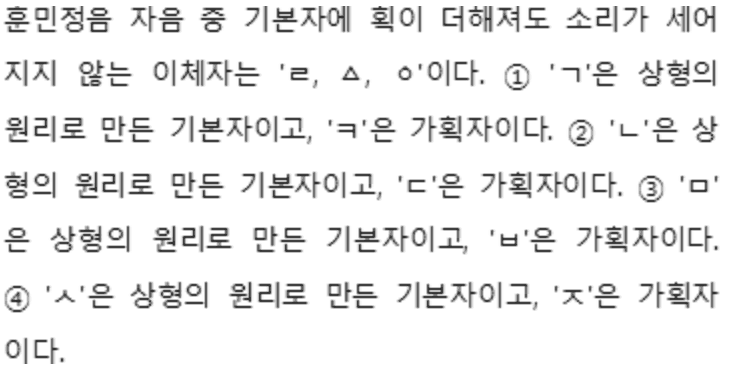 훈민정음 자음 중 기본자에 획이 더해져도 소리가 세어
지지 않는 이체자는 'ㄹ, ㅿ, ㆁ'이다. ① 'ㄱ'은 상형의
원리로 만든 기본자이고, 'ㅋ'은 가획자이다. ② 'ㄴ'은 상
형의 원리로 만든 기본자이고, 'ㄷ'은 가획자이다. ③ 'ㅁ'
은 상형의 원리로 만든 기본자이고, 'ㅂ'은 가획자이다.
④ 'ㅅ'은 상형의 원리로 만든 기본자이고, 'ㅈ'은 가획자
이다.